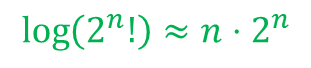 log(2ⁿ!) ≈ n · 2ⁿ